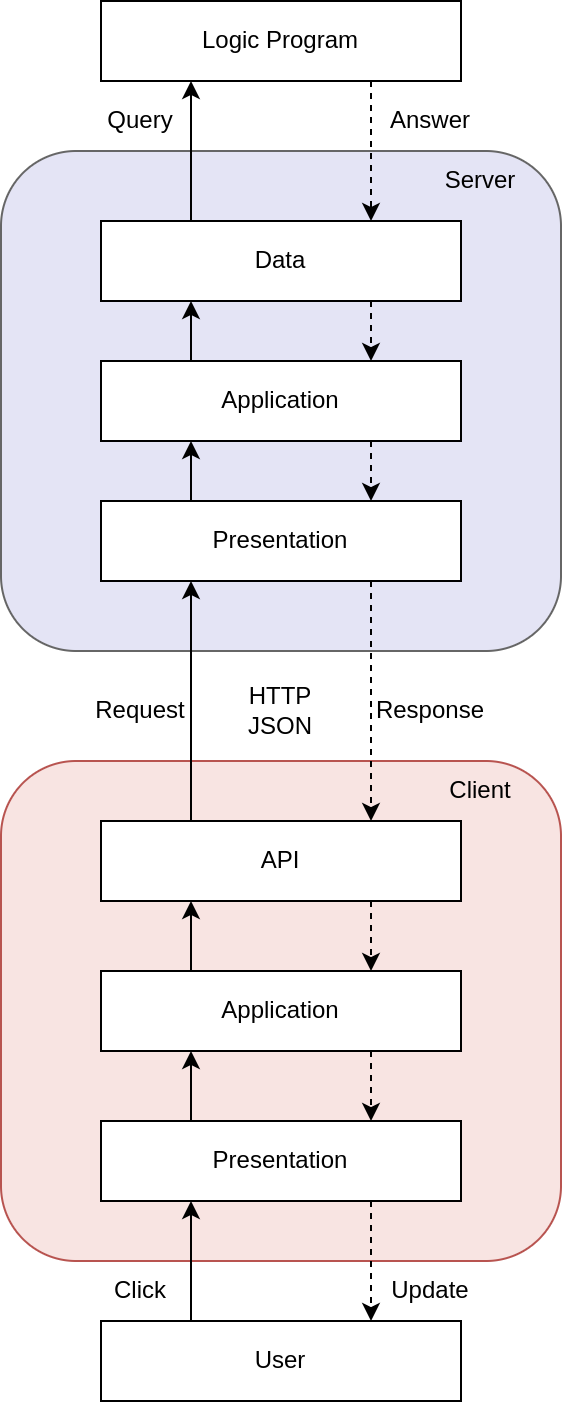 Logic Program
Query
Answer
Server
Data
Application
Presentation
Request
HTTP
JSON
Response
Client
API
Application
Presentation
Click
Update
User